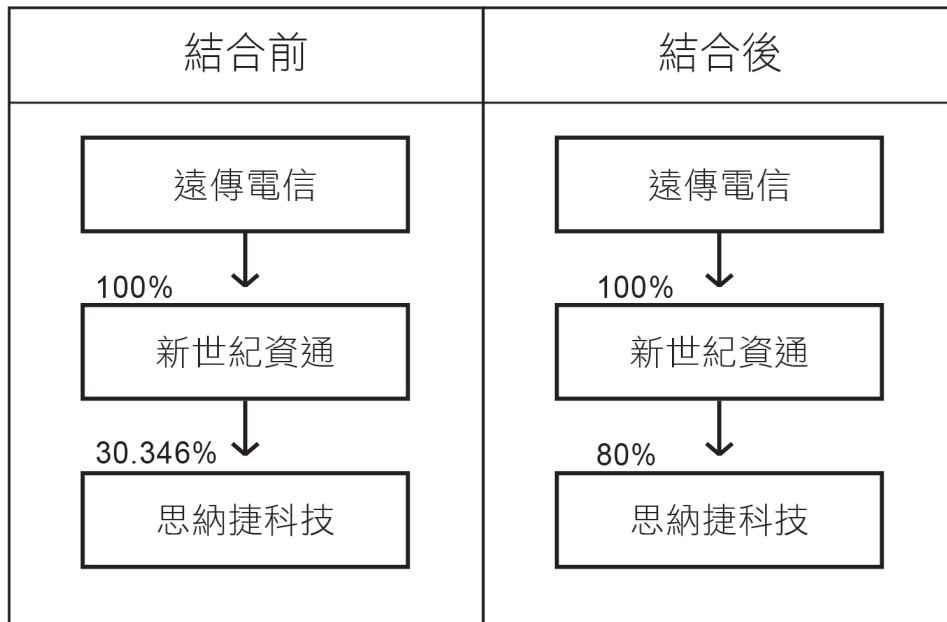 結合前
遠傳電信
100%
新世紀資通
30.346%
思納捷科技
結合後
遠傳電信
100%
新世紀資通
80%
思納捷科技